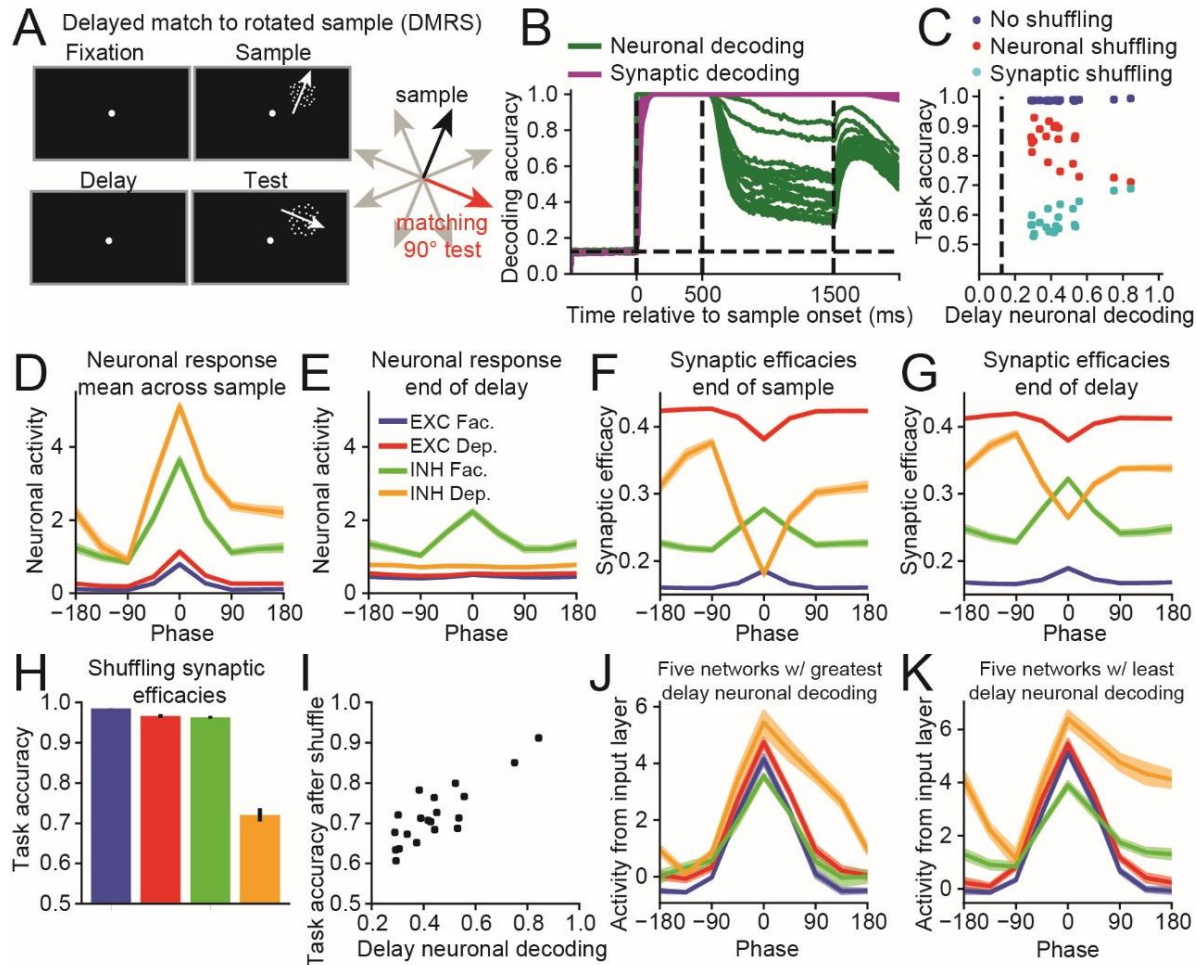 A
Delayed match to rotated sample (DMRS)
Fixation
Sample
Delay
Test
sample
matching
90° test
B
Neuronal decoding
Synaptic decoding
Decoding accuracy
1.0
0.8
0.6
0.4
0.2
0.0
0
500
1500
Time relative to sample onset (ms)
C
No shuffling
Neuronal shuffling
Synaptic shuffling
Task accuracy
1.0
0.9
0.8
0.7
0.6
0.5
0.0 0.2 0.4 0.6 0.8 1.0
Delay neuronal decoding
D
Neuronal response
mean across sample
Neuronal activity
4
2
0
−180 −90 0 90 180
Phase
E
Neuronal response
end of delay
EXC Fac.
EXC Dep.
INH Fac.
INH Dep.
Neuronal activity
4
2
0
−180 −90 0 90 180
Phase
F
Synaptic efficacies
end of sample
Synaptic efficacy
0.4
0.3
0.2
−180 −90 0 90 180
Phase
G
Synaptic efficacies
end of delay
Synaptic efficacy
0.4
0.3
0.2
−180 −90 0 90 180
Phase
H
Shuffling synaptic
efficacies
Task accuracy
1.0
0.9
0.8
0.7
0.6
0.5
I
Task accuracy after shuffle
1.0
0.9
0.8
0.7
0.6
0.5
0.2 0.4 0.6 0.8 1.0
Delay neuronal decoding
J
Five networks w/ greatest
delay neuronal decoding
Activity from input layer
6
4
2
0
−180 −90 0 90 180
Phase
K
Five networks w/ least
delay neuronal decoding
Activity from input layer
6
4
2
0
−180 −90 0 90 180
Phase